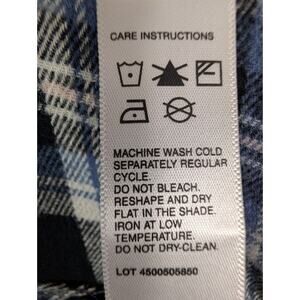 CARE INSTRUCTIONS
MACHINE WASH COLD
SEPARATELY REGULAR
CYCLE.
DO NOT BLEACH.
RESHAPE AND DRY
FLAT IN THE SHADE.
IRON AT LOW
TEMPERATURE.
DO NOT DRY-CLEAN.
LOT 4500505850